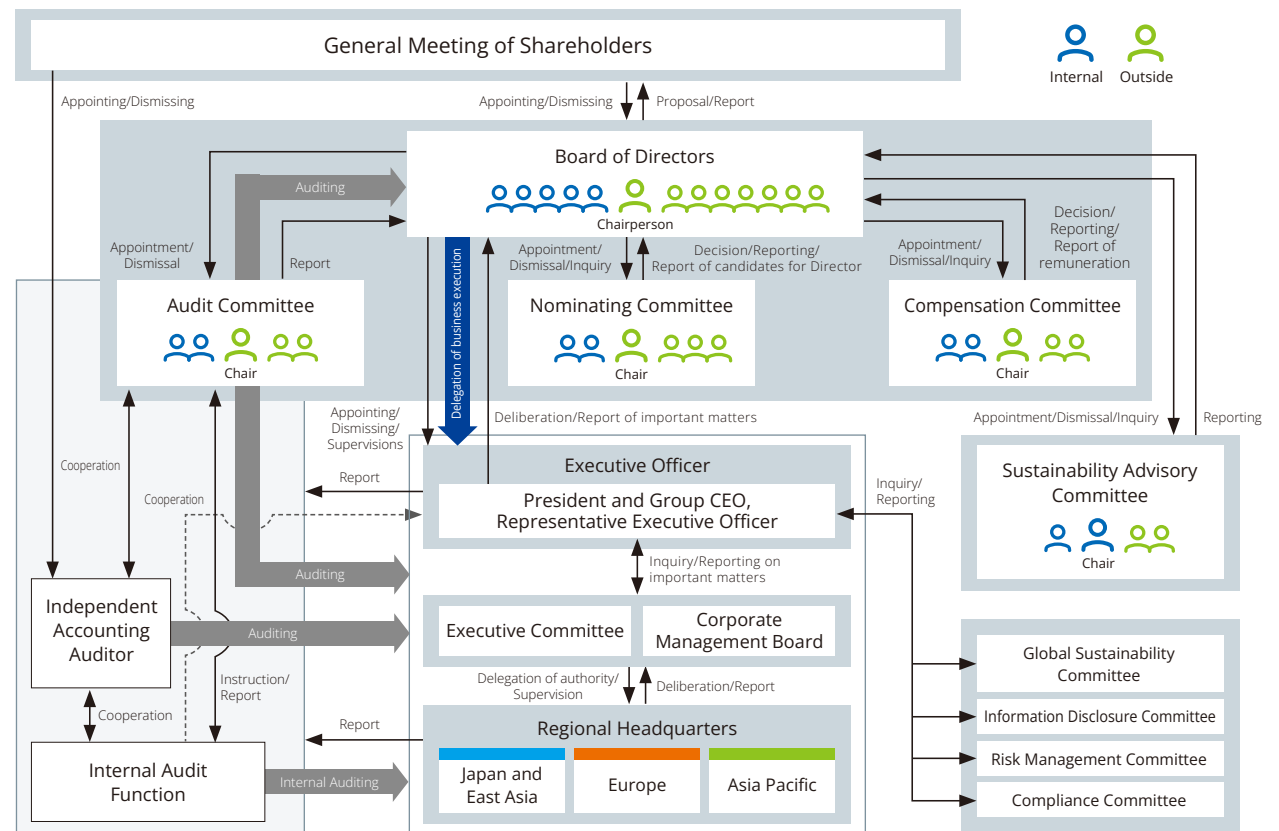 General Meeting of Shareholders
Internal
Outside
Appointing/Dismissing
Appointing/Dismissing
Proposal/Report
Board of Directors
Chairperson
Auditing
Appointment/
Dismissal
Report
Delegation of business execution
Appointment/
Dismissal/Inquiry
Decision/Reporting/
Report of candidates for Director
Appointment/
Dismissal/Inquiry
Decision/
Reporting/
Report of
remuneration
Audit Committee
Chair
Nominating Committee
Chair
Compensation Committee
Chair
Appointing/
Dismissing/
Supervisions
Deliberation/Report of important matters
Appointment/Dismissal/Inquiry
Reporting
Cooperation
Cooperation
Report
Executive Officer
President and Group CEO,
Representative Executive Officer
Inquiry/
Reporting
Sustainability Advisory
Committee
Chair
Auditing
Inquiry/Reporting on
important matters
Independent
Accounting
Auditor
Auditing
Executive Committee
Corporate
Management Board
Global Sustainability
Committee
Information Disclosure Committee
Risk Management Committee
Compliance Committee
Instruction/
Report
Delegation of authority/
Supervision
Deliberation/Report
Cooperation
Report
Regional Headquarters
Japan and
East Asia
Europe
Asia Pacific
Internal Audit
Function
Internal Auditing